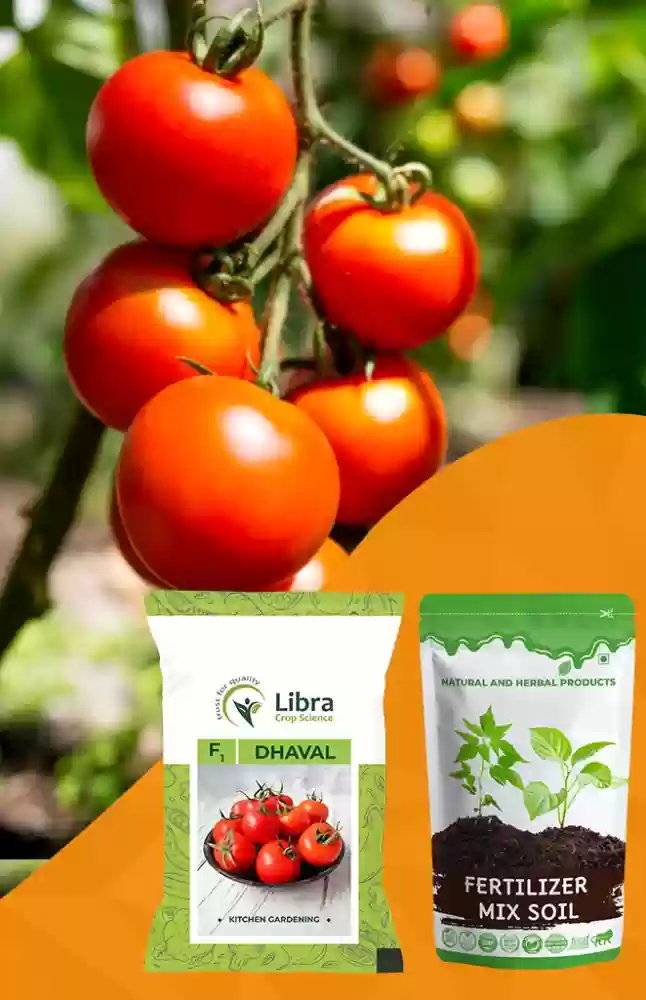 trust for quality
Libra
Crop Science
F1 DHAVAL
KITCHEN GARDENING
NATURAL AND HERBAL PRODUCTS
FERTILIZER
MIX SOIL